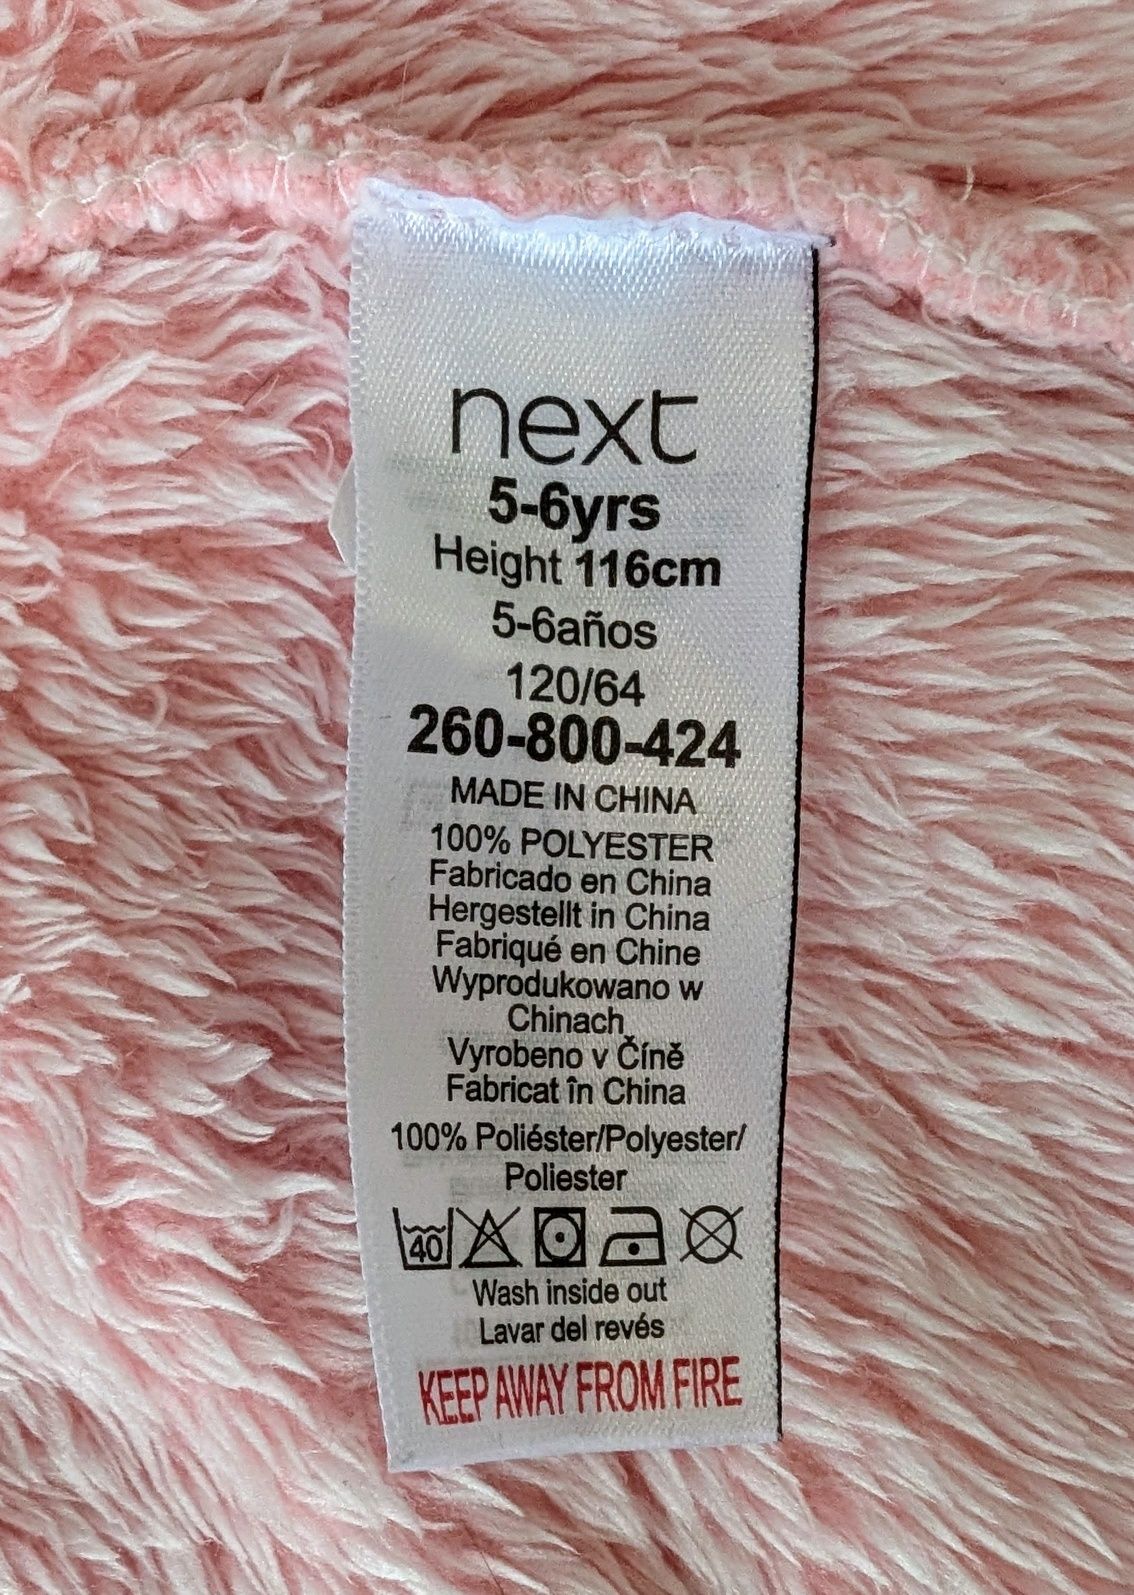 next
5-6yrs
Height 116cm
5-6años
120/64
260-800-424
MADE IN CHINA
100% POLYESTER
Fabricado en China
Hergestellt in China
Fabriqué en Chine
Wyprodukowano w
Chinach
Vyrobeno v Číně
Fabricat în China
100% Poliéster/Polyester/
Poliester
40
Wash inside out
Lavar del revés
KEEP AWAY FROM FIRE